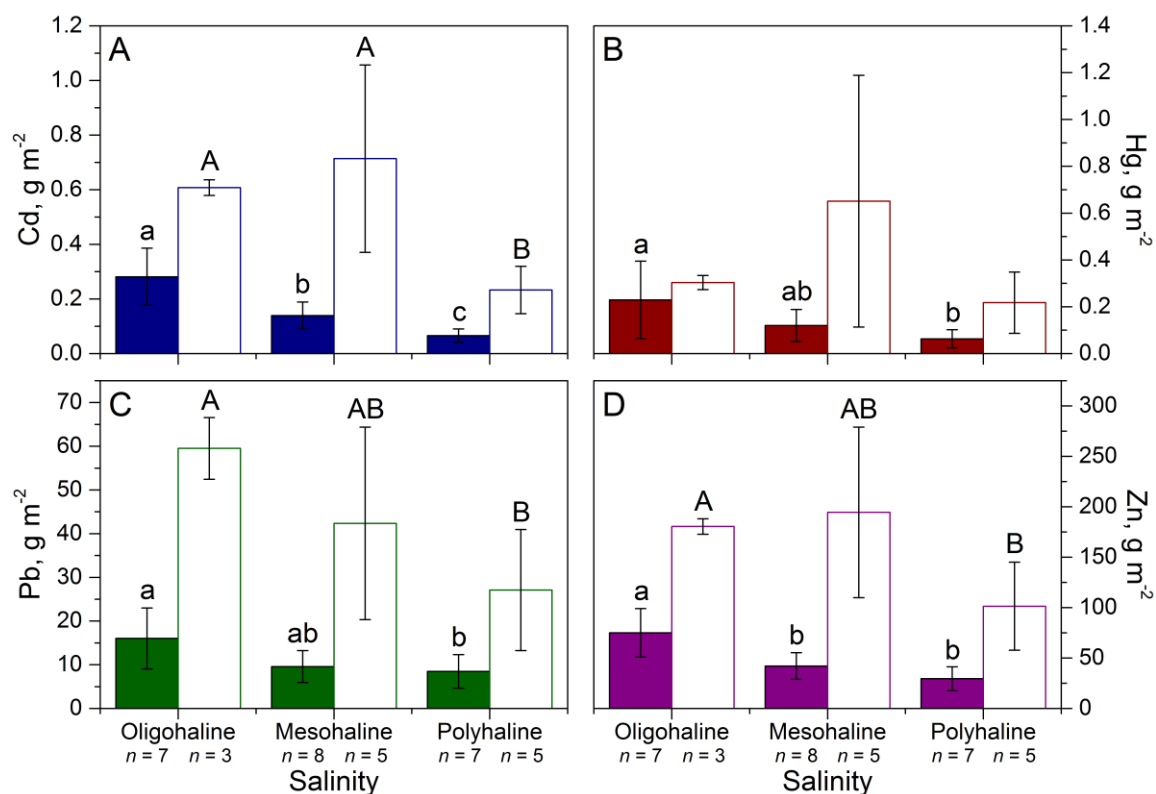 A
B
C
D
Cd, g m⁻²
1.2
1.0
0.8
0.6
0.4
0.2
0.0
a
A
b
A
c
B
Hg, g m⁻²
1.4
1.2
1.0
0.8
0.6
0.4
0.2
0.0
a
ab
b
Pb, g m⁻²
70
60
50
40
30
20
10
0
a
A
ab
AB
b
B
Zn, g m⁻²
300
250
200
150
100
50
0
a
A
b
AB
b
B
Oligohaline
Mesohaline
Polyhaline
n = 7 n = 3
n = 8 n = 5
n = 7 n = 5
Salinity
Oligohaline
Mesohaline
Polyhaline
n = 7 n = 3
n = 8 n = 5
n = 7 n = 5
Salinity